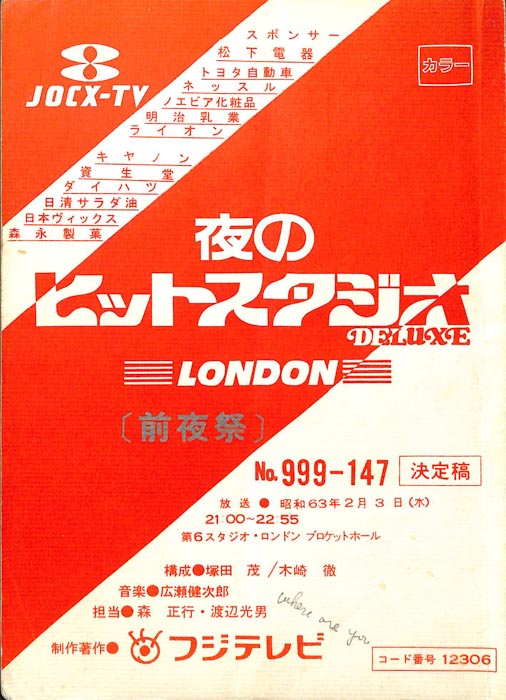 JOCX-TV
カラー
スポンサー
松下電器
トヨタ自動車
ネッスル
ノエビア化粧品
明治乳業
ライオン
キヤノン
資生堂
ダイハツ
日清サラダ油
日本ヴィックス
森永製菓
夜の
ヒットスタジオ
DELUXE
LONDON
〔前夜祭〕
No.999-147 決定稿
放送●昭和63年2月3日(水)
21:00~22:55
第6スタジオ・ロンドン ブロケットホール
構成●塚田 茂/木崎 徹
音楽●広瀬健次郎
担当●森 正行・渡辺光男
where are you
制作著作● フジテレビ
コード番号 12306